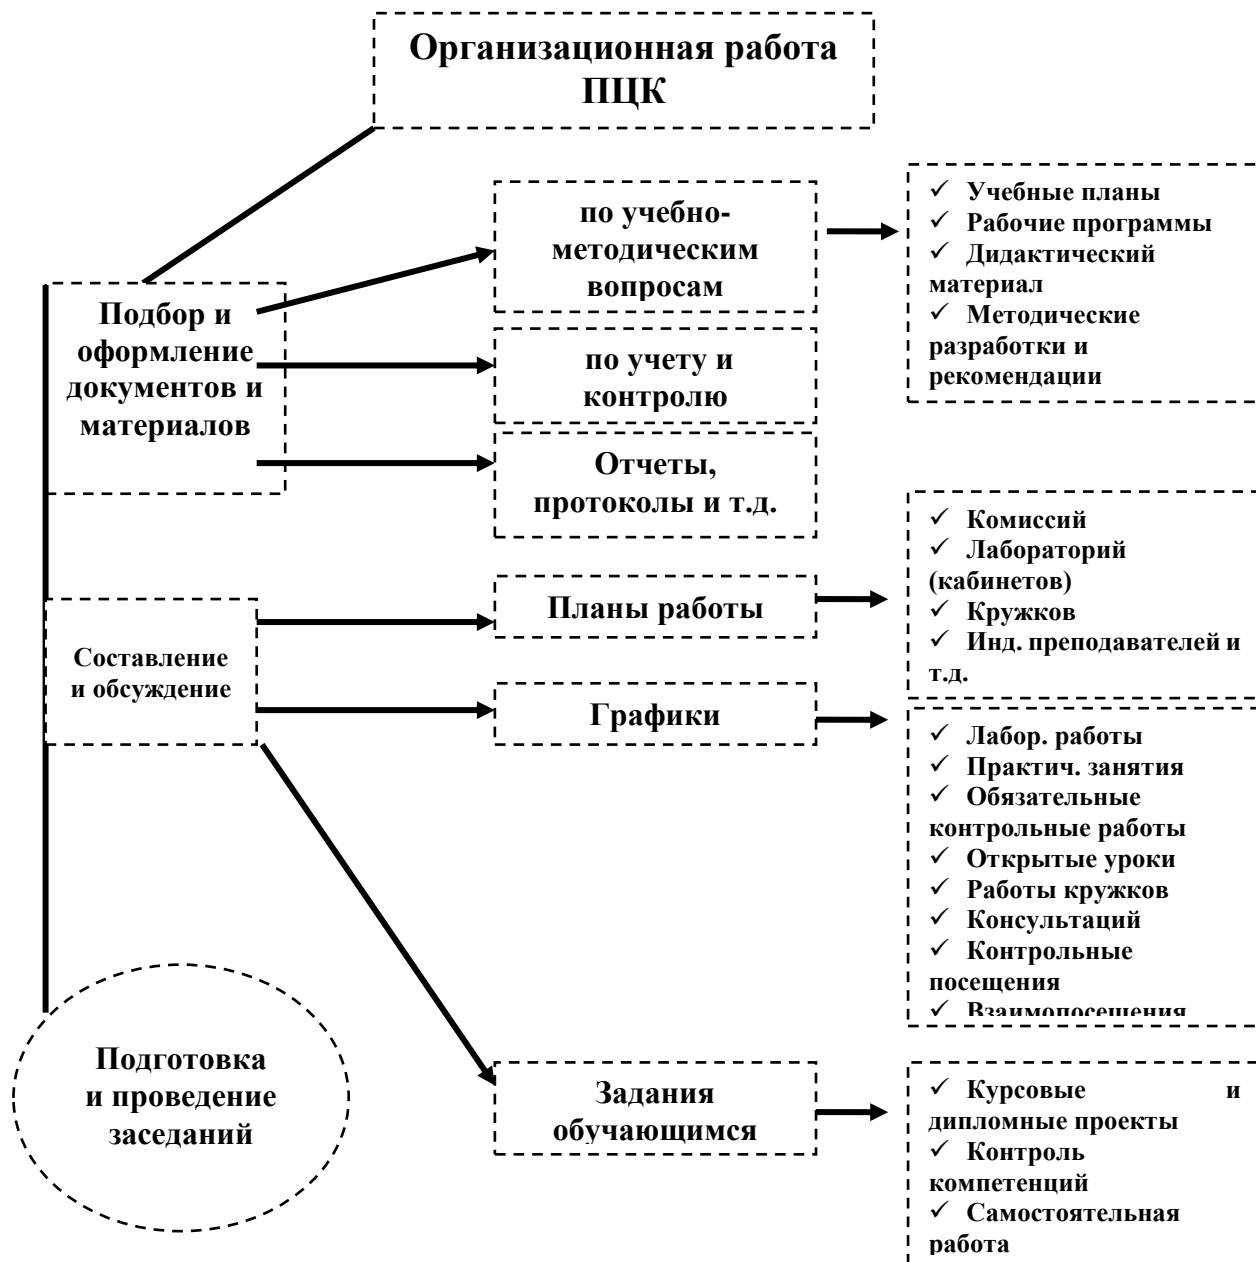 Организационная работа
ПЦК
по учебно-
методическим
вопросам
✓ Учебные планы
✓ Рабочие программы
✓ Дидактический
материал
✓ Методические
разработки и
рекомендации
Подбор и
оформление
документов и
материалов
по учету и
контролю
Отчеты,
протоколы и т.д.
✓ Комиссий
✓ Лабораторий
(кабинетов)
✓ Кружков
✓ Инд. преподавателей и
т.д.
Планы работы
Составление
и обсуждение
Графики
✓ Лабор. работы
✓ Практич. занятия
✓ Обязательные
контрольные работы
✓ Открытые уроки
✓ Работы кружков
✓ Консультаций
✓ Контрольные
посещения
✓ Взаимопосещения
Подготовка
и проведение
заседаний
Задания
обучающимся
✓ Курсовые и
дипломные проекты
✓ Контроль
компетенций
✓ Самостоятельная
работа